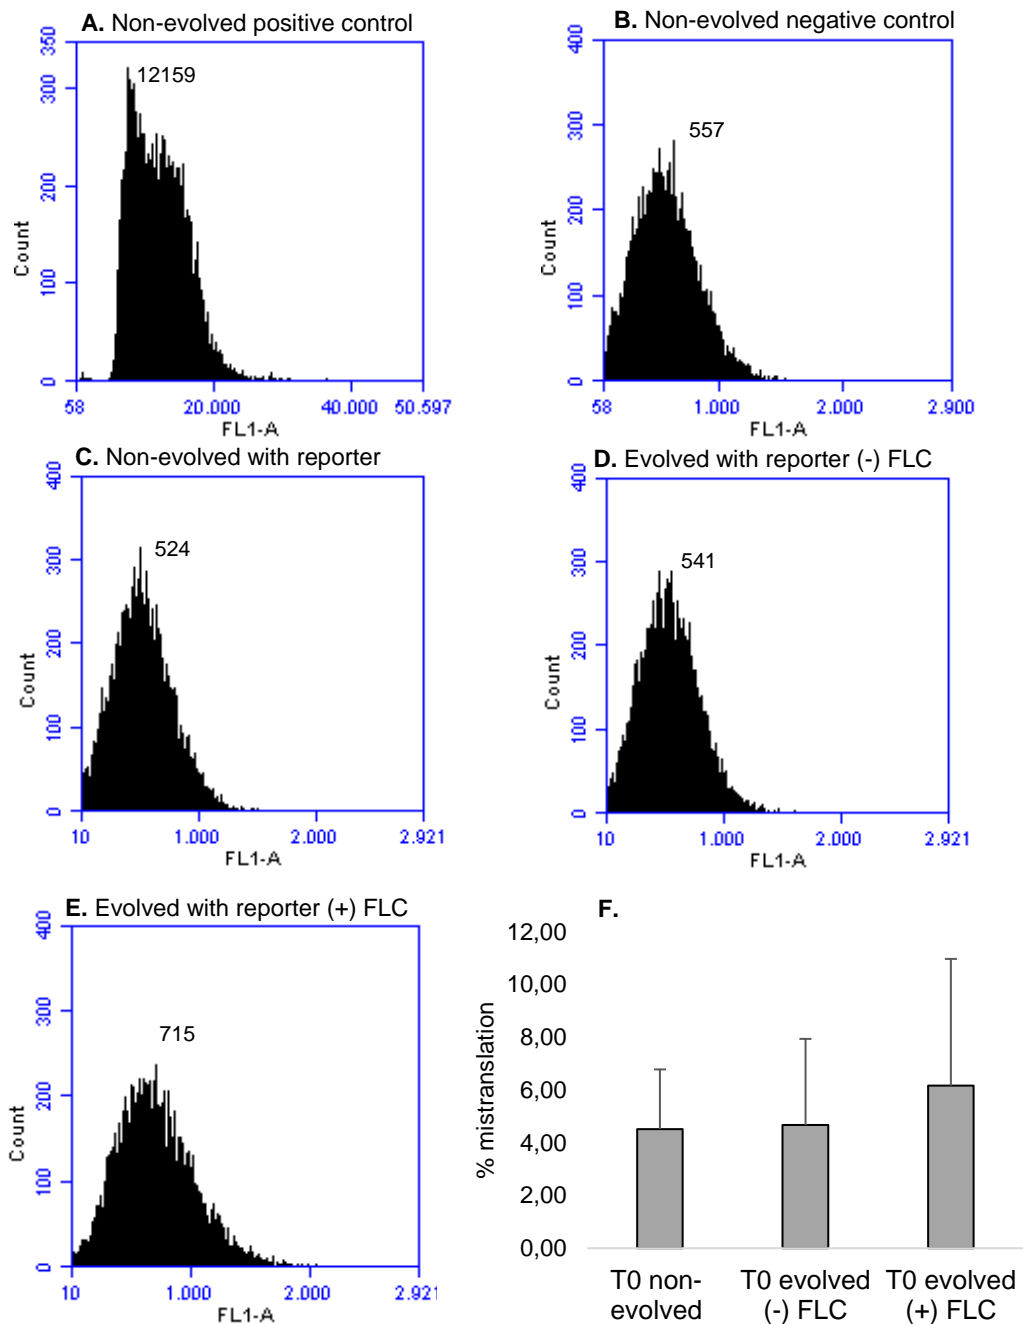 A. Non-evolved positive control
350
300
200
100
0
Count
12159
58
20.000
40.000
50.597
FL1-A
B. Non-evolved negative control
400
300
200
100
0
Count
557
58
1.000
2.000
2.900
FL1-A
C. Non-evolved with reporter
400
300
200
100
0
Count
524
10
1.000
2.000
2.921
FL1-A
D. Evolved with reporter (-) FLC
400
300
200
100
0
Count
541
10
1.000
2.000
2.921
FL1-A
E. Evolved with reporter (+) FLC
400
300
200
100
0
Count
715
10
1.000
2.000
2.921
FL1-A
F.
12,00
10,00
8,00
6,00
4,00
2,00
0,00
% mistranslation
T0 non-
evolved
T0 evolved
(-) FLC
T0 evolved
(+) FLC